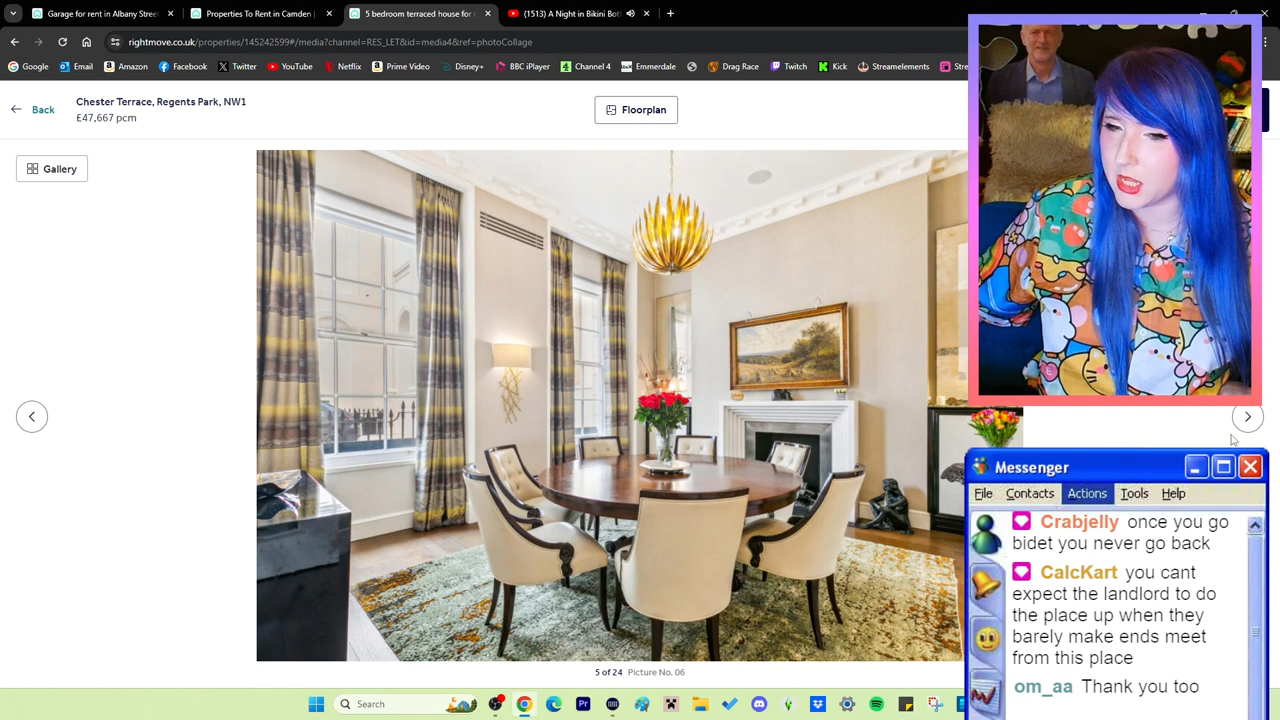 Garage for rent in Albany Street
Properties To Rent in Camden
5 bedroom terraced house for
(1513) A Night in Bikini Bot
rightmove.co.uk/properties/145242599#/media?channel=RES_LET&id=media4&ref=photoCollage
Google Email Amazon Facebook Twitter YouTube Netflix Prime Video Disney+ BBC iPlayer Channel 4 Emmerdale Drag Race Twitch Kick Streamelements Stre
Back
Chester Terrace, Regents Park, NW1
£47,667 pcm
Floorplan
Gallery
5 of 24 Picture No. 06
Messenger
File Contacts Actions Tools Help
Crabjelly once you go
bidet you never go back
CalcKart you cant
expect the landlord to do
the place up when they
barely make ends meet
from this place
om_aa Thank you too
Search